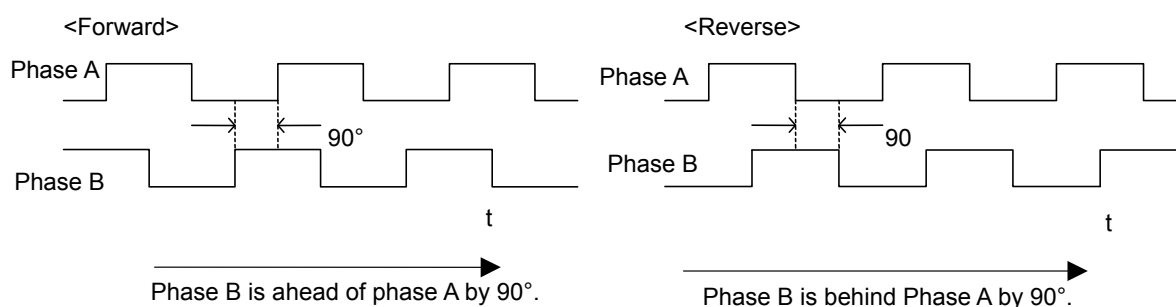 <Forward>
Phase A
90°
Phase B
t
Phase B is ahead of phase A by 90°.
<Reverse>
Phase A
90
Phase B
t
Phase B is behind Phase A by 90°.